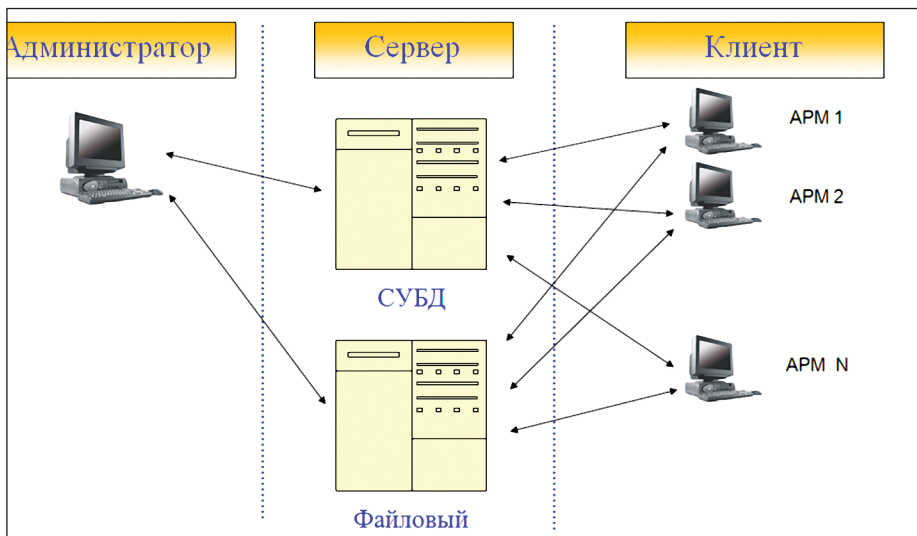 Администратор
Сервер
Клиент
АРМ 1
АРМ 2
СУБД
АРМ N
Файловый